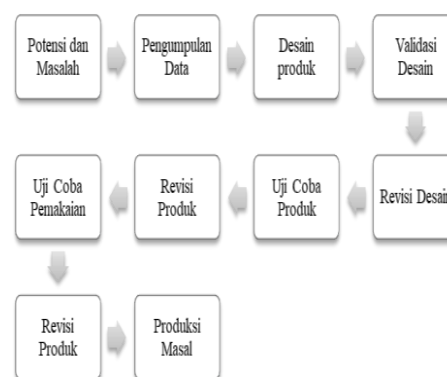 Potensi dan
Masalah
Pengumpulan
Data
Desain
produk
Validasi
Desain
Revisi Desain
Uji Coba
Produk
Revisi
Produk
Uji Coba
Pemakaian
Revisi
Produk
Produksi
Masal